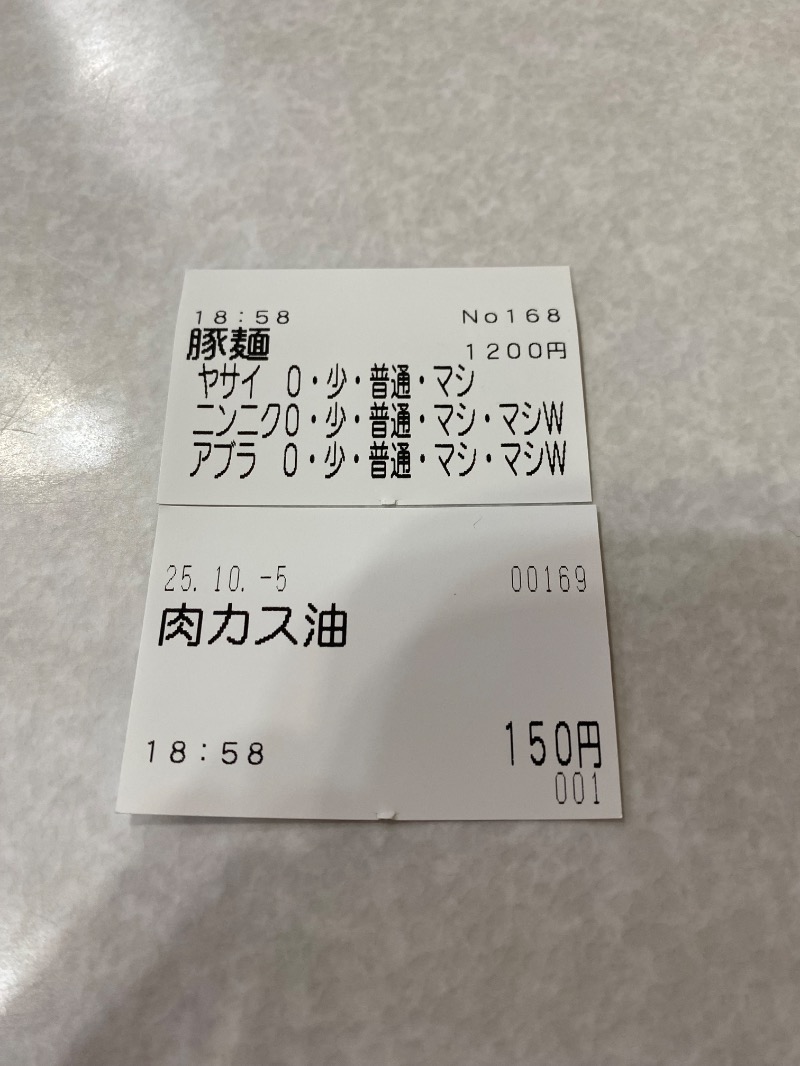 18:58 No168
豚麺 1200円
ヤサイ 0・少・普通・マシ
ニンニク0・少・普通・マシ・マシW
アブラ 0・少・普通・マシ・マシW
25.10.-5 00169
肉カス油
18:58 150円
001